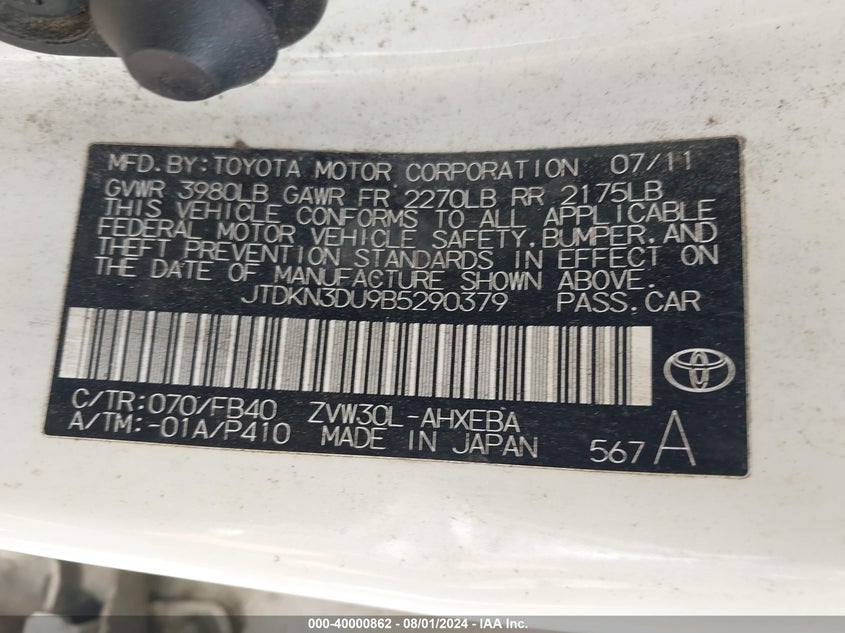 MFD.BY:TOYOTA MOTOR CORPORATION 07/11
GVWR 3980LB GAWR FR 2270LB RR 2175LB
THIS VEHICLE CONFORMS TO ALL APPLICABLE
FEDERAL MOTOR VEHICLE SAFETY,BUMPER,AND
THEFT PREVENTION STANDARDS IN EFFECT ON
THE DATE OF MANUFACTURE SHOWN ABOVE.
JTDKN3DU9B5290379 PASS.CAR
C/TR:070/FB40 ZVW30L-AHXEBA
A/TM:-01A/P410 MADE IN JAPAN 567 A
000-40000862 - 08/01/2024 - IAA Inc.